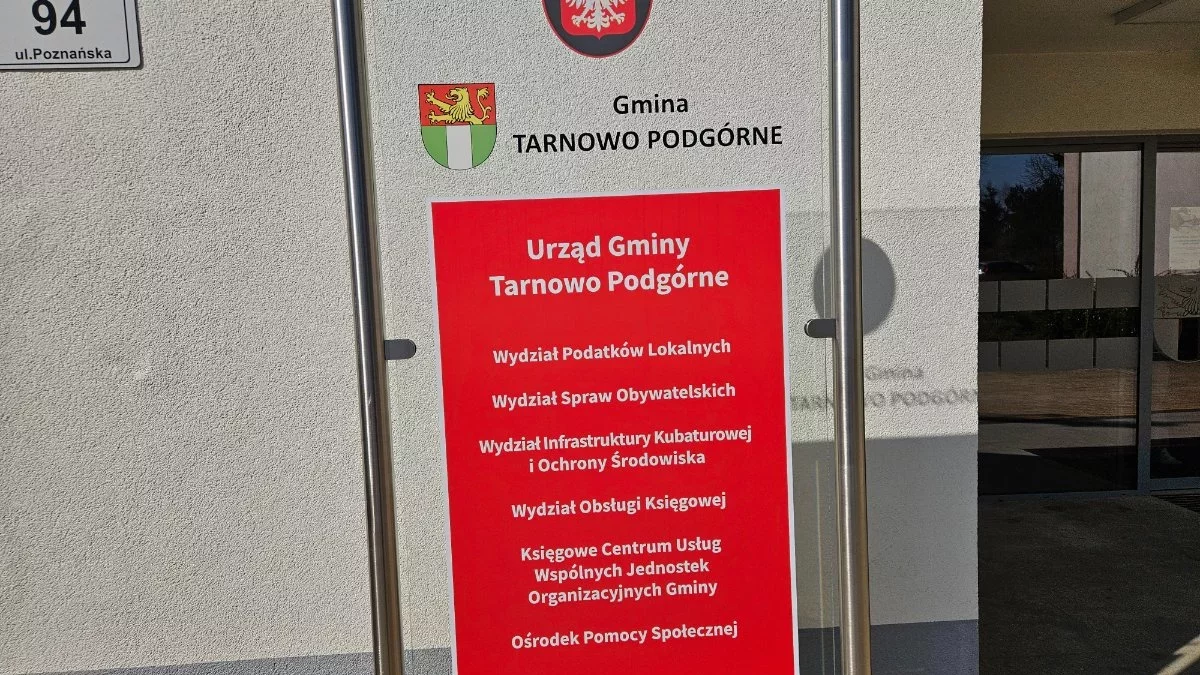 94
ul.Poznańska
Gmina
TARNOWO PODGÓRNE
Urząd Gminy
Tarnowo Podgórne
Wydział Podatków Lokalnych
Wydział Spraw Obywatelskich
Wydział Infrastruktury Kubaturowej
i Ochrony Środowiska
Wydział Obsługi Księgowej
Księgowe Centrum Usług
Wspólnych Jednostek
Organizacyjnych Gminy
Ośrodek Pomocy Społecznej